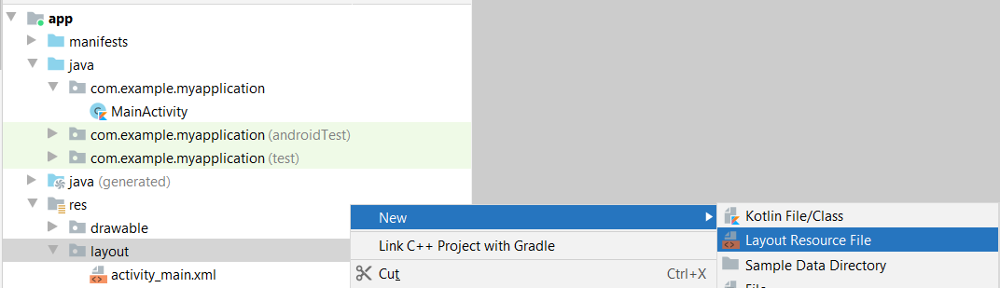 app
manifests
java
com.example.myapplication
MainActivity
com.example.myapplication (androidTest)
com.example.myapplication (test)
java (generated)
res
drawable
layout
activity_main.xml
New
Link C++ Project with Gradle
Cut Ctrl+X
Kotlin File/Class
Layout Resource File
Sample Data Directory
File